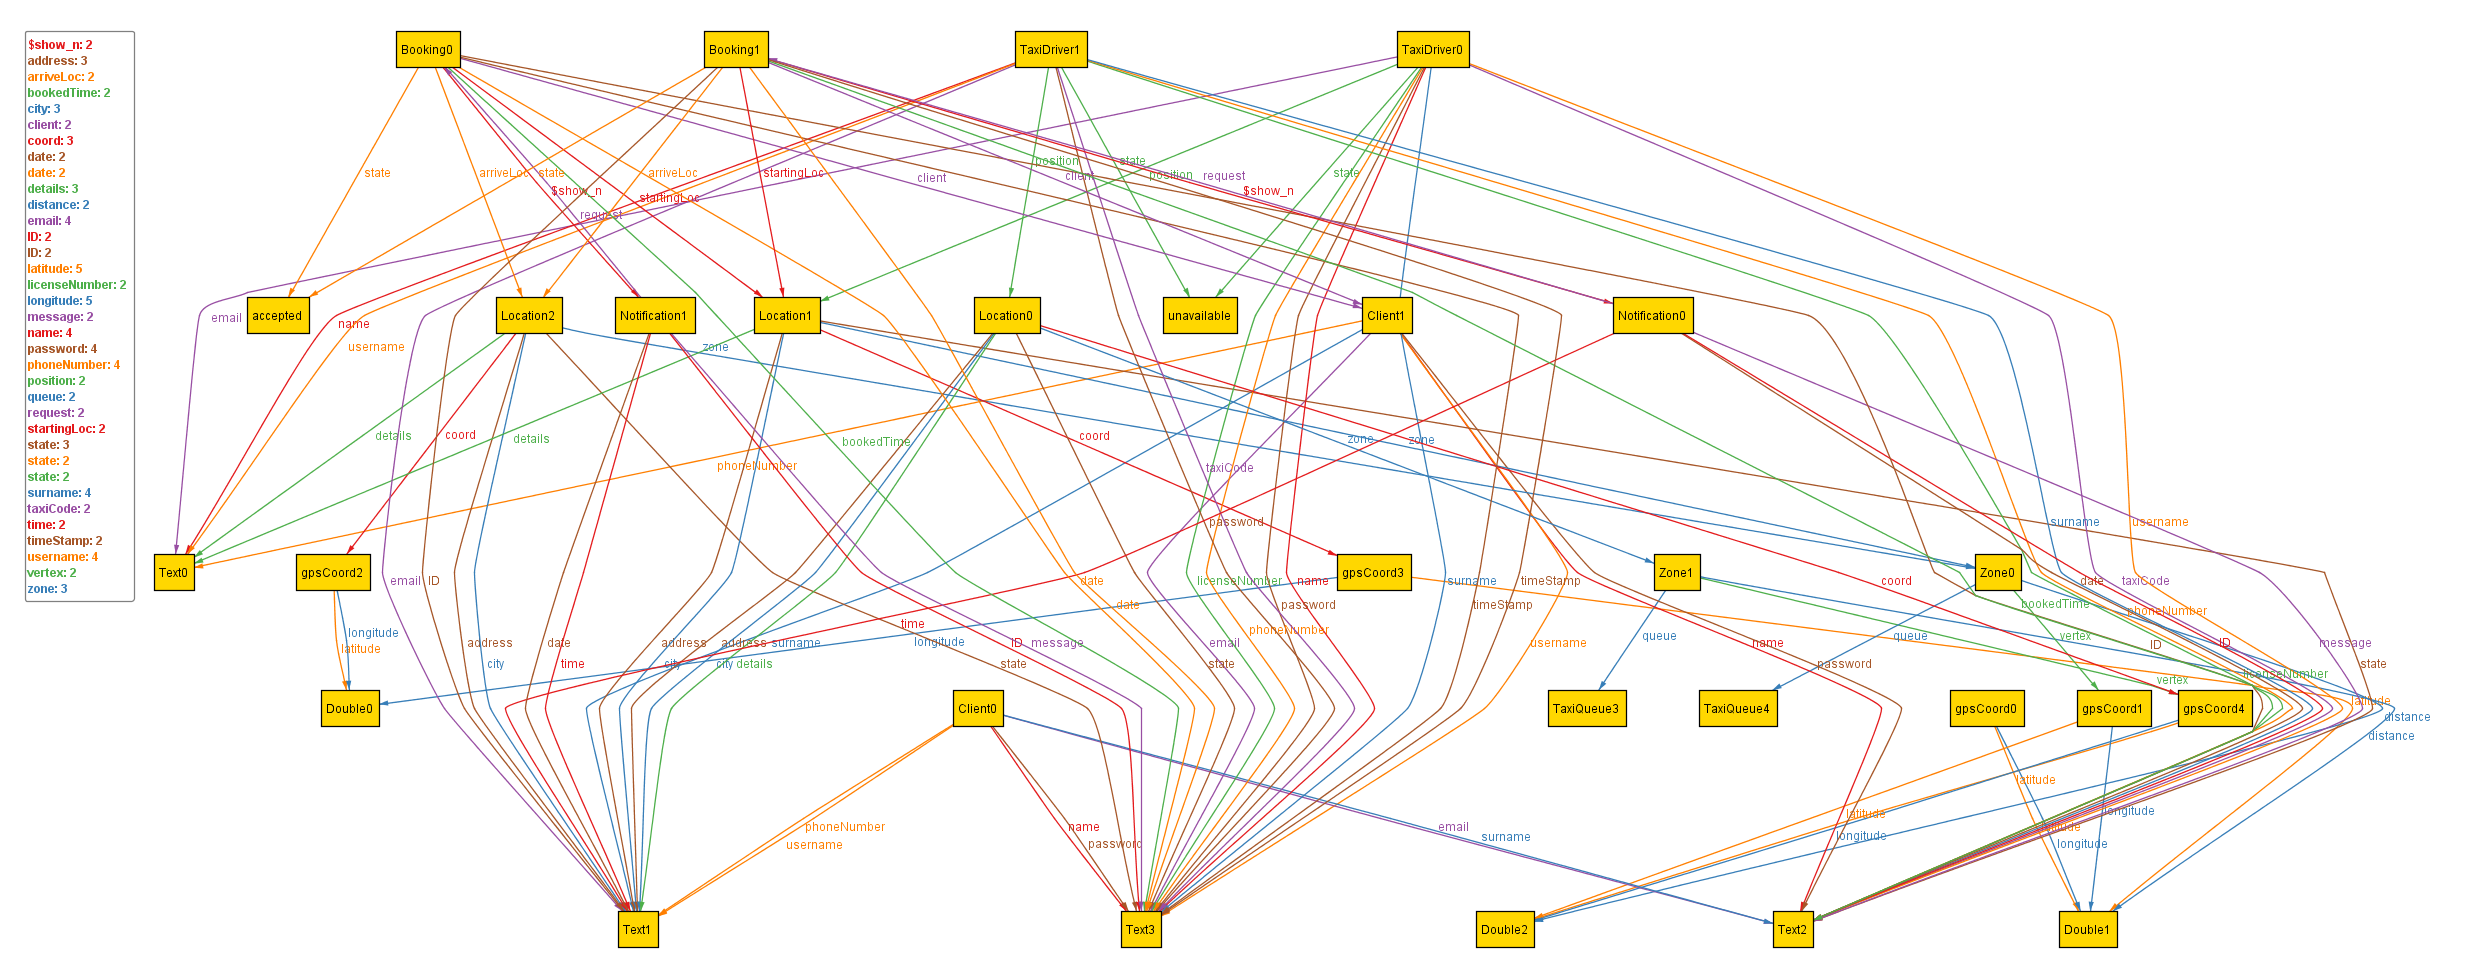 $show_n: 2
address: 3
arriveLoc: 2
bookedTime: 2
city: 3
client: 2
coord: 3
date: 2
date: 2
details: 3
distance: 2
email: 4
ID: 2
ID: 2
latitude: 5
licenseNumber: 2
longitude: 5
message: 2
name: 4
password: 4
phoneNumber: 4
position: 2
queue: 2
request: 2
startingLoc: 2
state: 3
state: 2
state: 2
surname: 4
taxiCode: 2
time: 2
timeStamp: 2
username: 4
vertex: 2
zone: 3
Booking0 Booking1 TaxiDriver1 TaxiDriver0
position state
state arriveLoc state arriveLoc startingLoc client client position request state
$show_n $show_n
startingLoc
request
accepted Location2 Notification1 Location1 Location0 unavailable Client1 Notification0
email name
username zone
details coord details bookedTime coord zone zone
phoneNumber taxiCode
password surname username
Text0 gpsCoord2 gpsCoord3 Zone1 Zone0
email ID date licenseNumber name surname timeStamp coord date taxiCode
date password timeStamp bookedTime phoneNumber
longitude time phoneNumber queue queue vertex
latitude address date address address surname longitude ID message email username name ID ID message
city time city city details state state password state
vertex licenseNumber
Double0 Client0 TaxiQueue3 TaxiQueue4 gpsCoord0 gpsCoord1 gpsCoord4 latitude
distance
distance
latitude
latitude longitude
phoneNumber name email latitude
username password surname longitude longitude
Text1 Text3 Double2 Text2 Double1